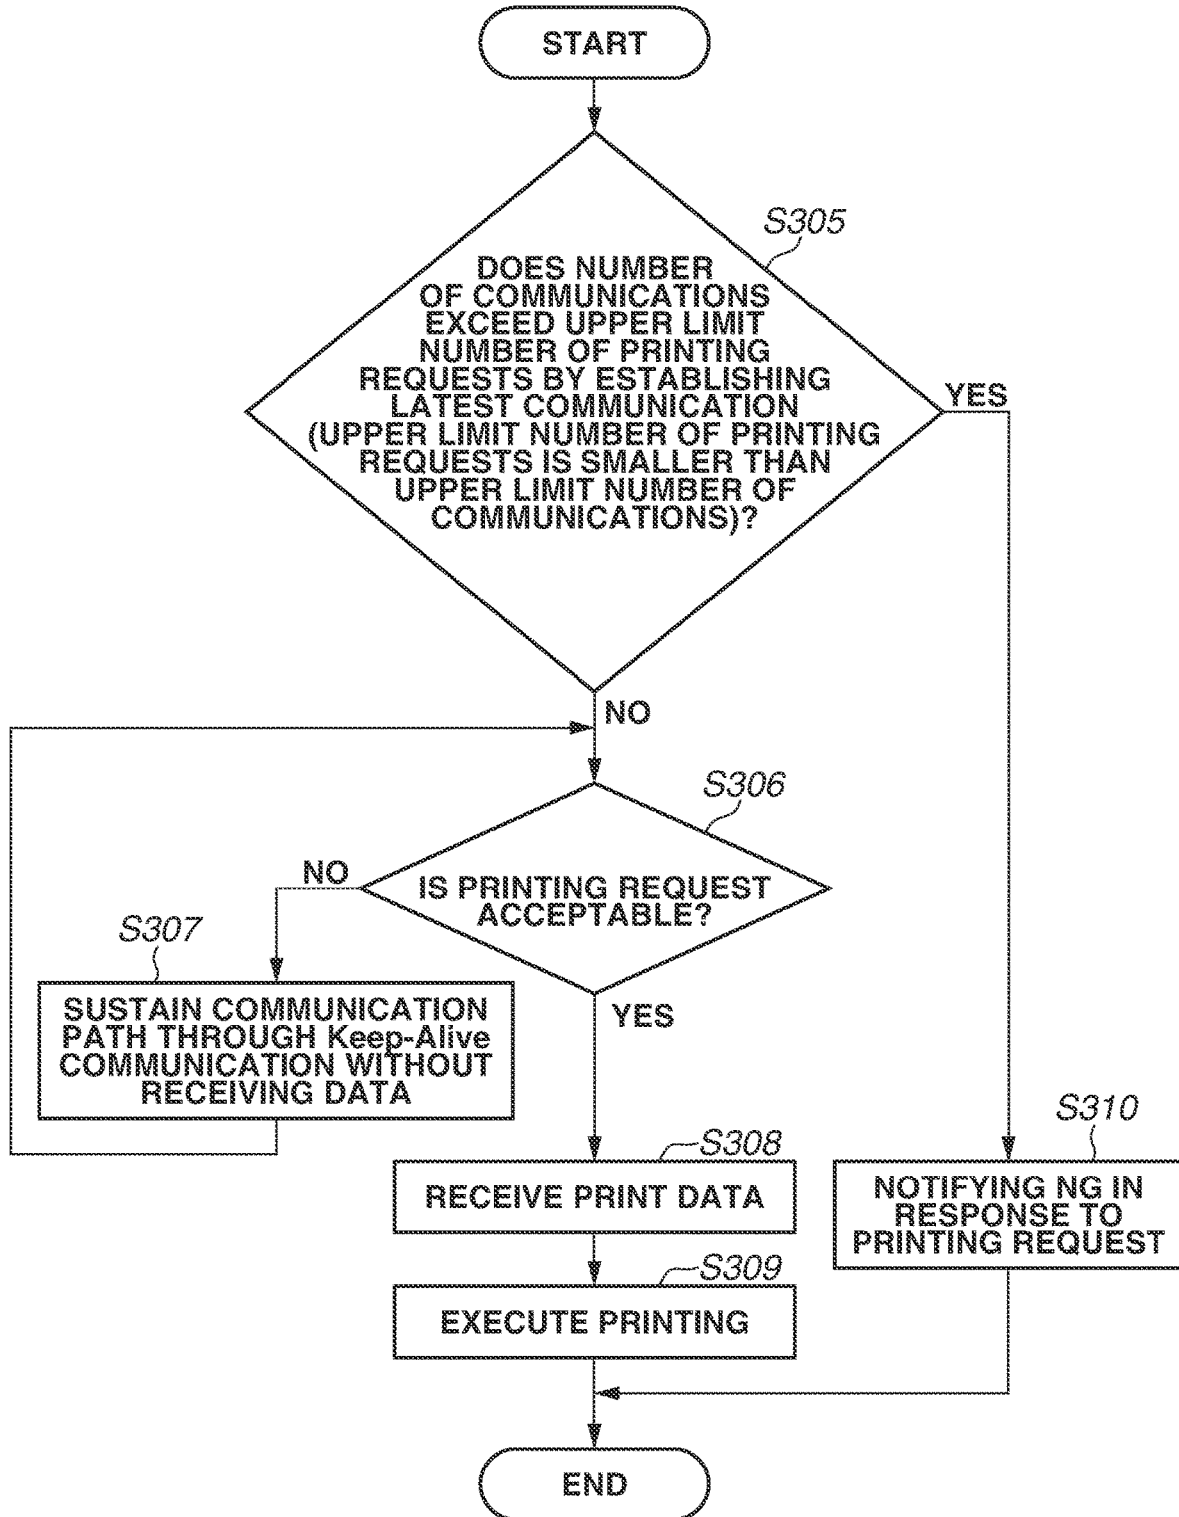 START
S305
DOES NUMBER
OF COMMUNICATIONS
EXCEED UPPER LIMIT
NUMBER OF PRINTING
REQUESTS BY ESTABLISHING
LATEST COMMUNICATION
(UPPER LIMIT NUMBER OF PRINTING
REQUESTS IS SMALLER THAN
UPPER LIMIT NUMBER OF
COMMUNICATIONS)?
YES
NO
S306
IS PRINTING REQUEST
ACCEPTABLE?
NO
S307
SUSTAIN COMMUNICATION
PATH THROUGH Keep-Alive
COMMUNICATION WITHOUT
RECEIVING DATA
YES
S308
RECEIVE PRINT DATA
S310
NOTIFYING NG IN
RESPONSE TO
PRINTING REQUEST
S309
EXECUTE PRINTING
END